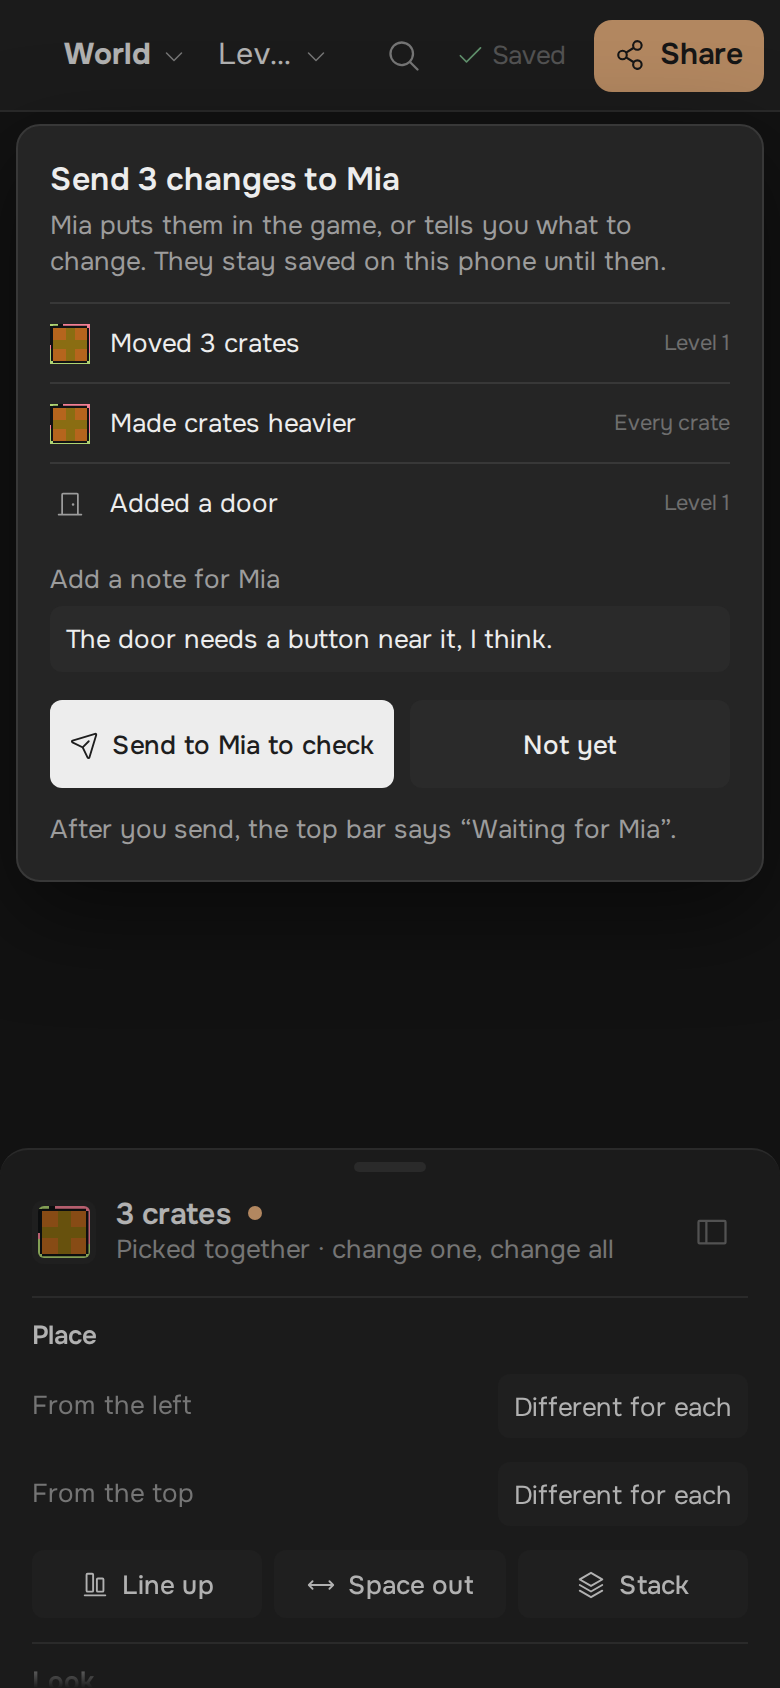 World
Lev...
Saved
Share
Send 3 changes to Mia
Mia puts them in the game, or tells you what to
change. They stay saved on this phone until then.
Moved 3 crates
Level 1
Made crates heavier
Every crate
Added a door
Level 1
Add a note for Mia
The door needs a button near it, I think.
Send to Mia to check
Not yet
After you send, the top bar says “Waiting for Mia”.
3 crates
Picked together · change one, change all
Place
From the left
Different for each
From the top
Different for each
Line up
Space out
Stack
Look